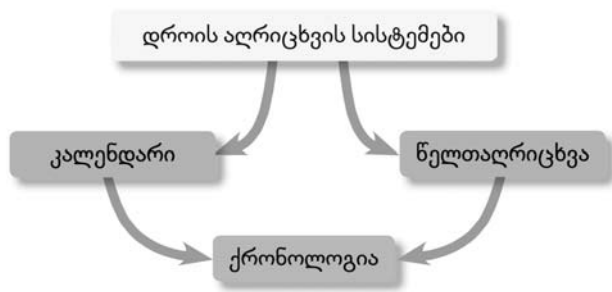 დროის აღრიცხვის სისტემები
კალენდარი
წელთაღრიცხვა
ქრონოლოგია